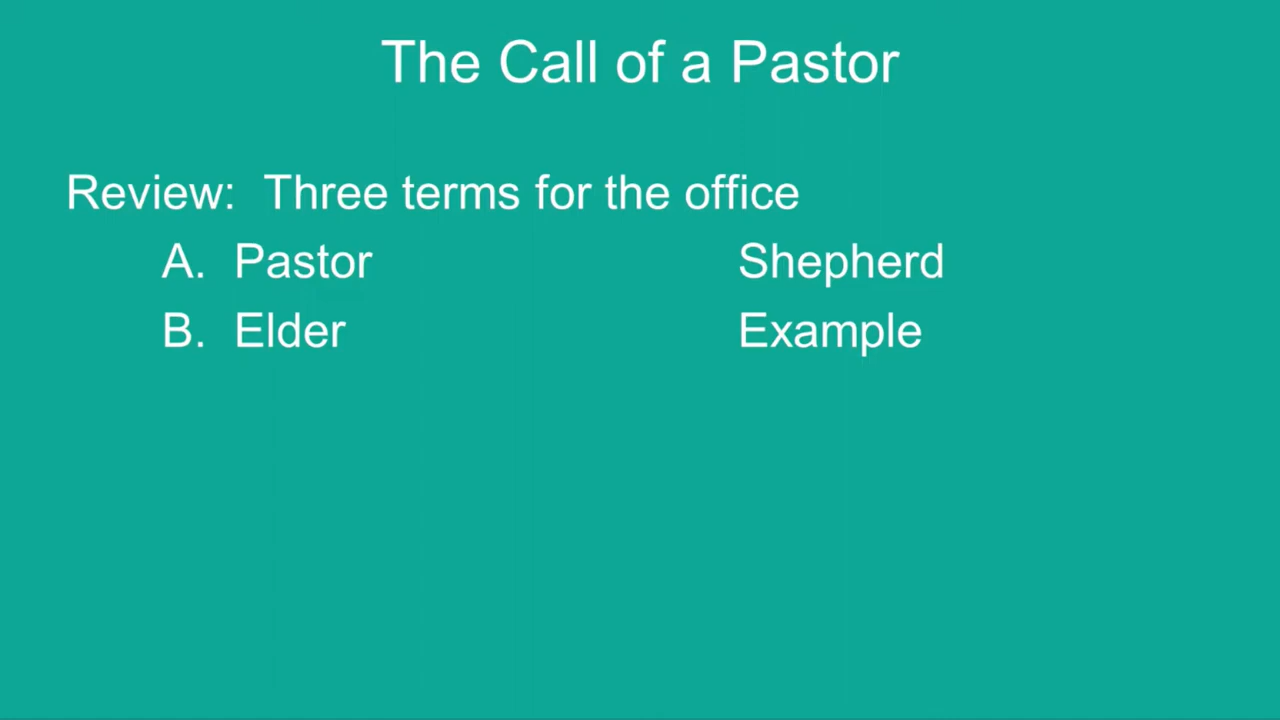 The Call of a Pastor
Review: Three terms for the office
A. Pastor Shepherd
B. Elder Example